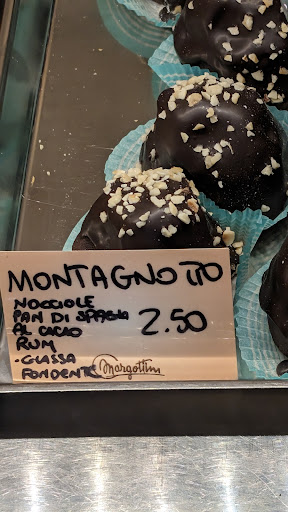 MONTAGNOTTO
NOCCIOLE
PAN DI SPAGNA
AL CACAO
RUM
- GLASSA
FONDENTE
2.50
Margottini